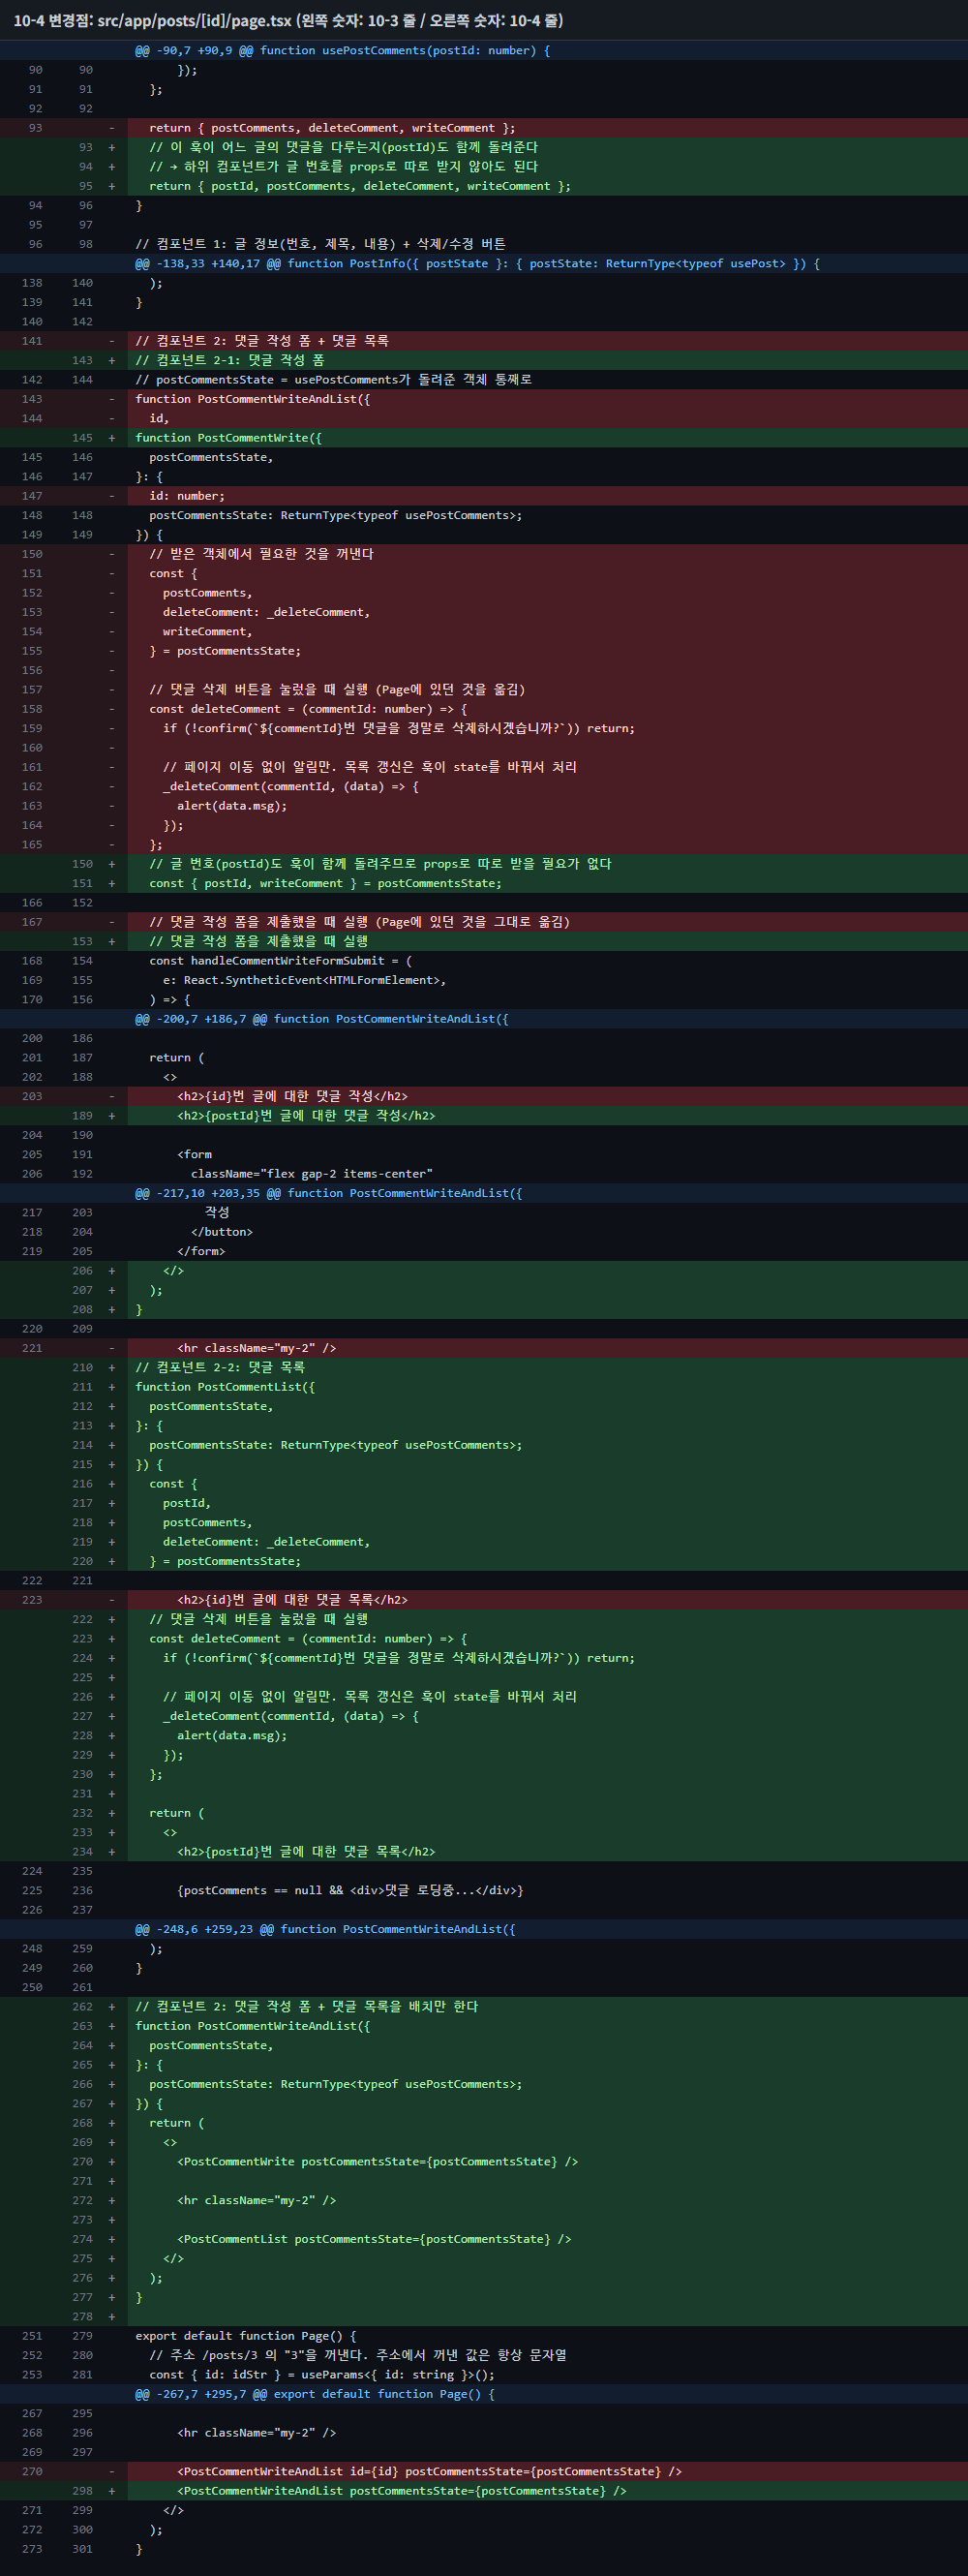 10-4 변경점: src/app/posts/[id]/page.tsx (왼쪽 숫자: 10-3 줄 / 오른쪽 숫자: 10-4 줄)
@@ -90,7 +90,9 @@ function usePostComments(postId: number) {
90 90 });
91 91 };
92 92
93 - return { postComments, deleteComment, writeComment };
93 + // 이 훅이 어느 글의 댓글을 다루는지(postId)도 함께 돌려준다
94 + // → 하위 컴포넌트가 글 번호를 props로 따로 받지 않아도 된다
95 + return { postId, postComments, deleteComment, writeComment };
94 96 }
95 97
96 98 // 컴포넌트 1: 글 정보(번호, 제목, 내용) + 삭제/수정 버튼
@@ -138,33 +140,17 @@ function PostInfo({ postState }: { postState: ReturnType<typeof usePost> }) {
138 140 );
139 141 }
140 142
141 - // 컴포넌트 2: 댓글 작성 폼 + 댓글 목록
143 + // 컴포넌트 2-1: 댓글 작성 폼
142 144 // postCommentsState = usePostComments가 돌려준 객체 통째로
143 - function PostCommentWriteAndList({
144 - id,
145 + function PostCommentWrite({
145 146 postCommentsState,
146 147 }: {
147 - id: number;
148 148 postCommentsState: ReturnType<typeof usePostComments>;
149 149 }) {
150 - // 받은 객체에서 필요한 것을 꺼낸다
151 - const {
152 - postComments,
153 - deleteComment: _deleteComment,
154 - writeComment,
155 - } = postCommentsState;
156 -
157 - // 댓글 삭제 버튼을 눌렀을 때 실행 (Page에 있던 것을 옮김)
158 - const deleteComment = (commentId: number) => {
159 - if (!confirm(`${commentId}번 댓글을 정말로 삭제하시겠습니까?`)) return;
160 -
161 - // 페이지 이동 없이 알림만. 목록 갱신은 훅이 state를 바꿔서 처리
162 - _deleteComment(commentId, (data) => {
163 - alert(data.msg);
164 - });
165 - };
150 + // 글 번호(postId)도 훅이 함께 돌려주므로 props로 따로 받을 필요가 없다
151 + const { postId, writeComment } = postCommentsState;
166 152
167 - // 댓글 작성 폼을 제출했을 때 실행 (Page에 있던 것을 그대로 옮김)
153 + // 댓글 작성 폼을 제출했을 때 실행
168 154 const handleCommentWriteFormSubmit = (
169 155 e: React.SyntheticEvent<HTMLFormElement>,
170 156 ) => {
@@ -200,7 +186,7 @@ function PostCommentWriteAndList({
200 186
201 187 return (
202 188 <>
203 - <h2>{id}번 글에 대한 댓글 작성</h2>
189 + <h2>{postId}번 글에 대한 댓글 작성</h2>
204 190
205 191 <form
206 192 className="flex gap-2 items-center"
@@ -217,10 +203,35 @@ function PostCommentWriteAndList({
217 203 작성
218 204 </button>
219 205 </form>
206 + </>
207 + );
208 + }
220 209
221 - <hr className="my-2" />
210 + // 컴포넌트 2-2: 댓글 목록
211 + function PostCommentList({
212 + postCommentsState,
213 + }: {
214 + postCommentsState: ReturnType<typeof usePostComments>;
215 + }) {
216 + const {
217 + postId,
218 + postComments,
219 + deleteComment: _deleteComment,
220 + } = postCommentsState;
222 221
223 - <h2>{id}번 글에 대한 댓글 목록</h2>
222 + // 댓글 삭제 버튼을 눌렀을 때 실행
223 + const deleteComment = (commentId: number) => {
224 + if (!confirm(`${commentId}번 댓글을 정말로 삭제하시겠습니까?`)) return;
225 +
226 + // 페이지 이동 없이 알림만. 목록 갱신은 훅이 state를 바꿔서 처리
227 + _deleteComment(commentId, (data) => {
228 + alert(data.msg);
229 + });
230 + };
231 +
232 + return (
233 + <>
234 + <h2>{postId}번 글에 대한 댓글 목록</h2>
224 235
225 236 {postComments == null && <div>댓글 로딩중...</div>}
226 237
@@ -248,6 +259,23 @@ function PostCommentWriteAndList({
248 259 );
249 260 }
250 261
262 + // 컴포넌트 2: 댓글 작성 폼 + 댓글 목록을 배치만 한다
263 + function PostCommentWriteAndList({
264 + postCommentsState,
265 + }: {
266 + postCommentsState: ReturnType<typeof usePostComments>;
267 + }) {
268 + return (
269 + <>
270 + <PostCommentWrite postCommentsState={postCommentsState} />
271 +
272 + <hr className="my-2" />
273 +
274 + <PostCommentList postCommentsState={postCommentsState} />
275 + </>
276 + );
277 + }
278 +
251 279 export default function Page() {
252 280 // 주소 /posts/3 의 "3"을 꺼낸다. 주소에서 꺼낸 값은 항상 문자열
253 281 const { id: idStr } = useParams<{ id: string }>();
@@ -267,7 +295,7 @@ export default function Page() {
267 295
268 296 <hr className="my-2" />
269 297
270 - <PostCommentWriteAndList id={id} postCommentsState={postCommentsState} />
298 + <PostCommentWriteAndList postCommentsState={postCommentsState} />
271 299 </>
272 300 );
273 301 }